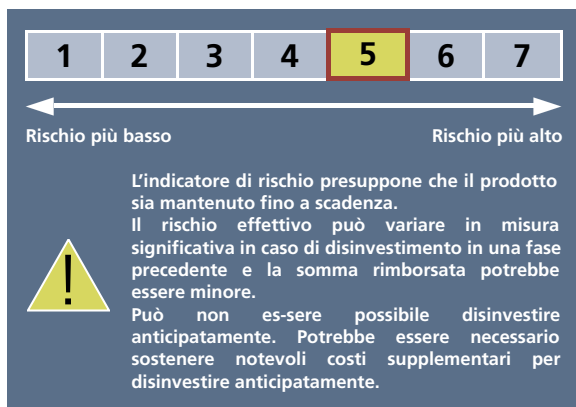 1 2 3 4 5 6 7
Rischio più basso Rischio più alto
L'indicatore di rischio presuppone che il prodotto
sia mantenuto fino a scadenza.
Il rischio effettivo può variare in misura
significativa in caso di disinvestimento in una fase
precedente e la somma rimborsata potrebbe
essere minore.
Può non es-sere possibile disinvestire
anticipatamente. Potrebbe essere necessario
sostenere notevoli costi supplementari per
disinvestire anticipatamente.
!